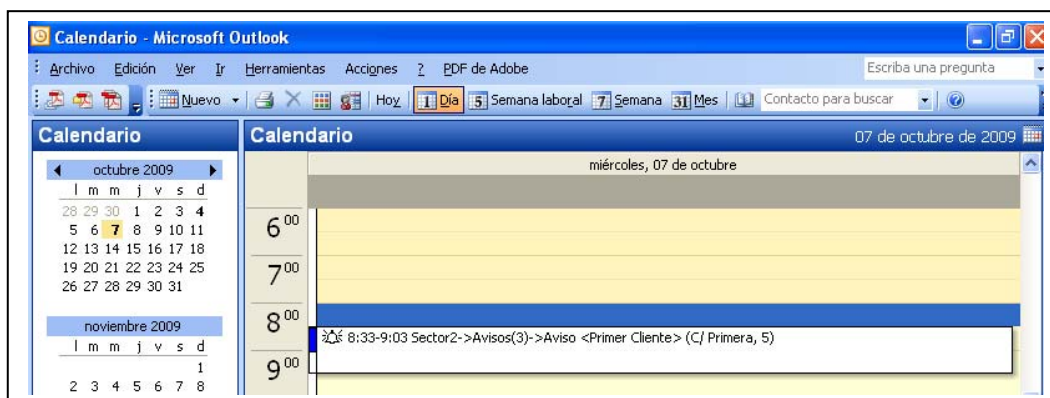 Calendario - Microsoft Outlook
Archivo Edición Ver Ir Herramientas Acciones ? PDF de Adobe Escriba una pregunta
Nuevo Hoy 1 Día 5 Semana laboral 7 Semana 31 Mes Contacto para buscar
Calendario
octubre 2009
l m m j v s d
28 29 30 1 2 3 4
5 6 7 8 9 10 11
12 13 14 15 16 17 18
19 20 21 22 23 24 25
26 27 28 29 30 31
noviembre 2009
l m m j v s d
1
2 3 4 5 6 7 8
Calendario 07 de octubre de 2009
miércoles, 07 de octubre
6 00
7 00
8 00
8:33-9:03 Sector2->Avisos(3)->Aviso <Primer Cliente> (C/ Primera, 5)
9 00